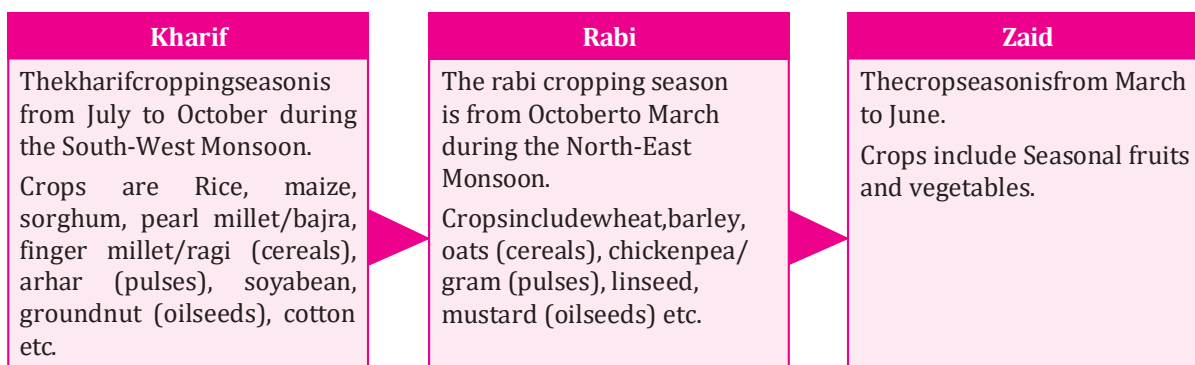 Kharif
Thekharifcroppingseasonis
from July to October during
the South-West Monsoon.
Crops are Rice, maize,
sorghum, pearl millet/bajra,
finger millet/ragi (cereals),
arhar (pulses), soyabean,
groundnut (oilseeds), cotton
etc.
Rabi
The rabi cropping season
is from Octoberto March
during the North-East
Monsoon.
Cropsincludewheat,barley,
oats (cereals), chickenpea/
gram (pulses), linseed,
mustard (oilseeds) etc.
Zaid
Thecropseasonisfrom March
to June.
Crops include Seasonal fruits
and vegetables.